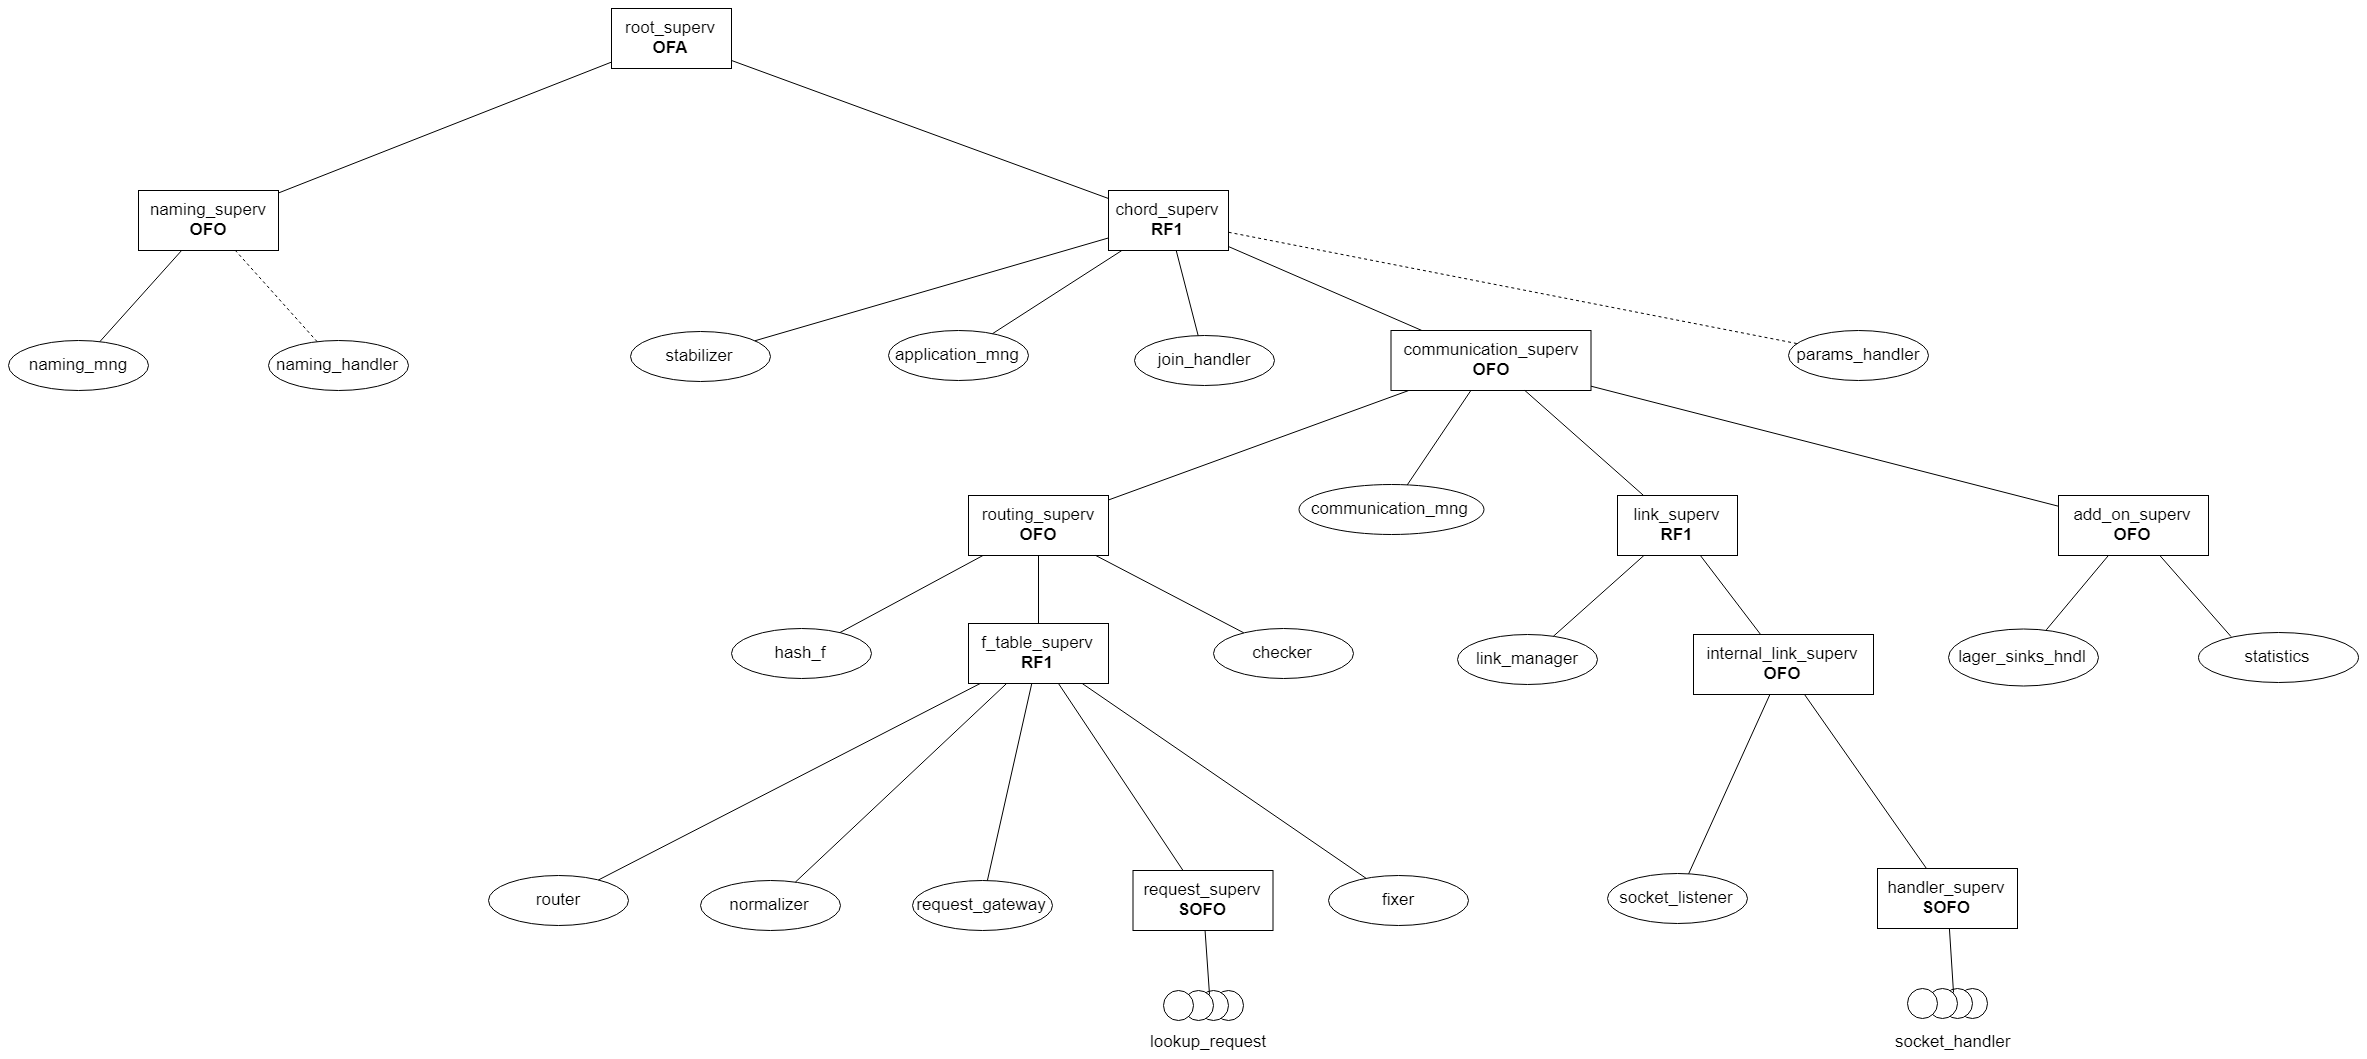 root_superv
OFA
naming_superv
OFO
chord_superv
RF1
naming_mng
naming_handler
stabilizer
application_mng
join_handler
communication_superv
OFO
params_handler
routing_superv
OFO
communication_mng
link_superv
RF1
add_on_superv
OFO
hash_f
f_table_superv
RF1
checker
link_manager
internal_link_superv
OFO
lager_sinks_hndl
statistics
router
normalizer
request_gateway
request_superv
SOFO
fixer
socket_listener
handler_superv
SOFO
lookup_request
socket_handler